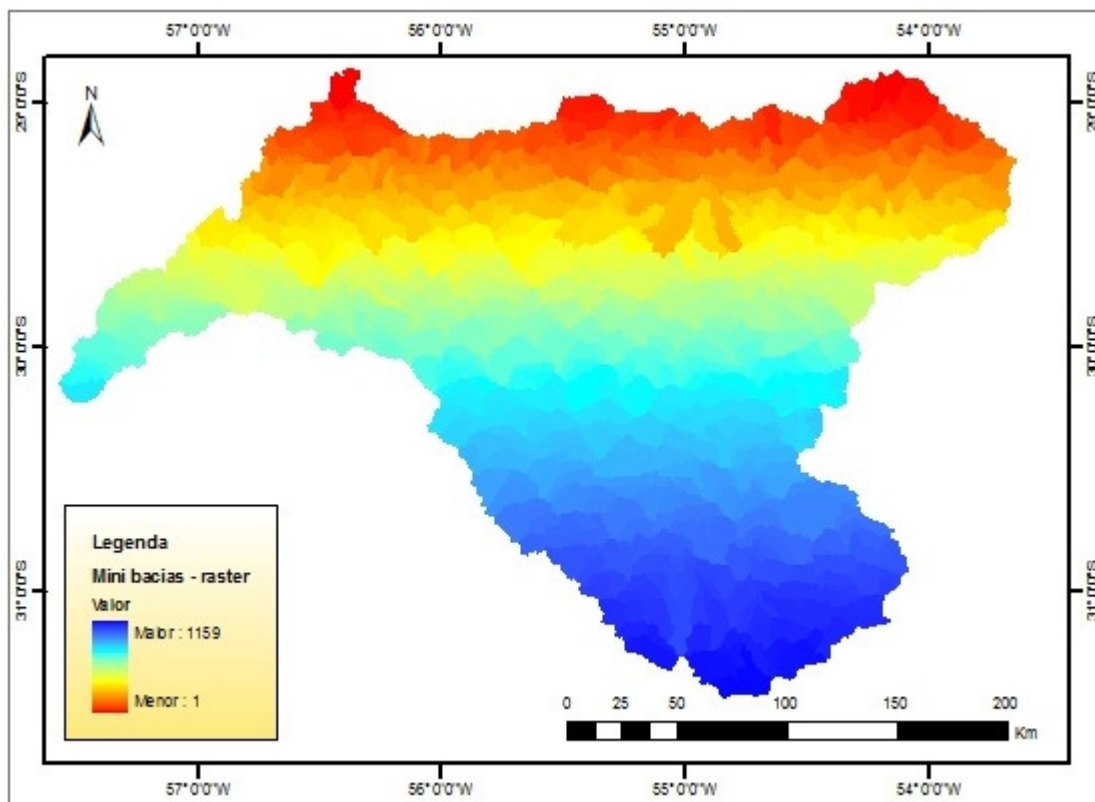 57°0'0"W 56°0'0"W 55°0'0"W 54°0'0"W
N
29°0'0"S 29°0'0"S
30°0'0"S 30°0'0"S
31°0'0"S 31°0'0"S
Legenda
Mini bacias - raster
Valor
Maior : 1159
Menor : 1
0 25 50 100 150 200
Km
57°0'0"W 56°0'0"W 55°0'0"W 54°0'0"W